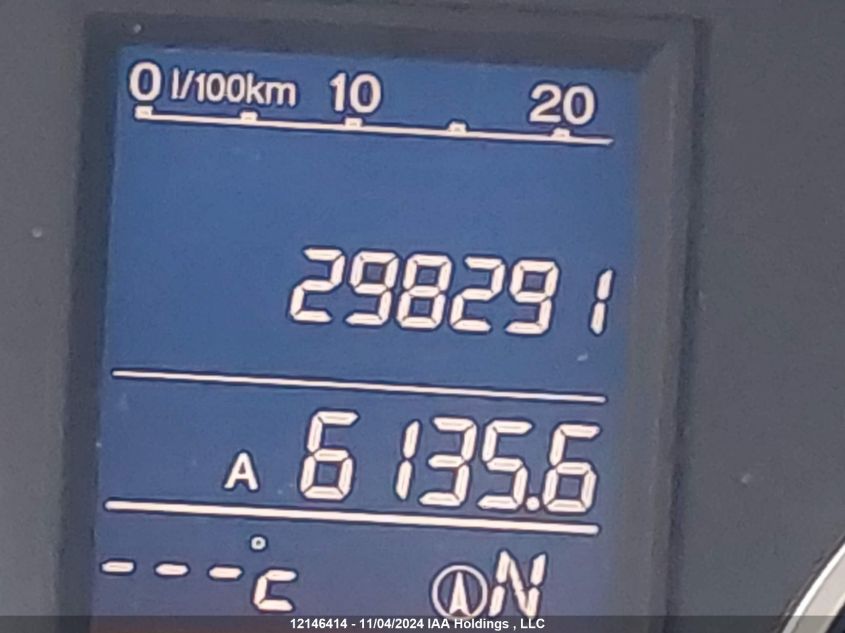 0 l/100km 10 20
298291
A 6135.6
---°c N
12146414 - 11/04/2024 IAA Holdings , LLC